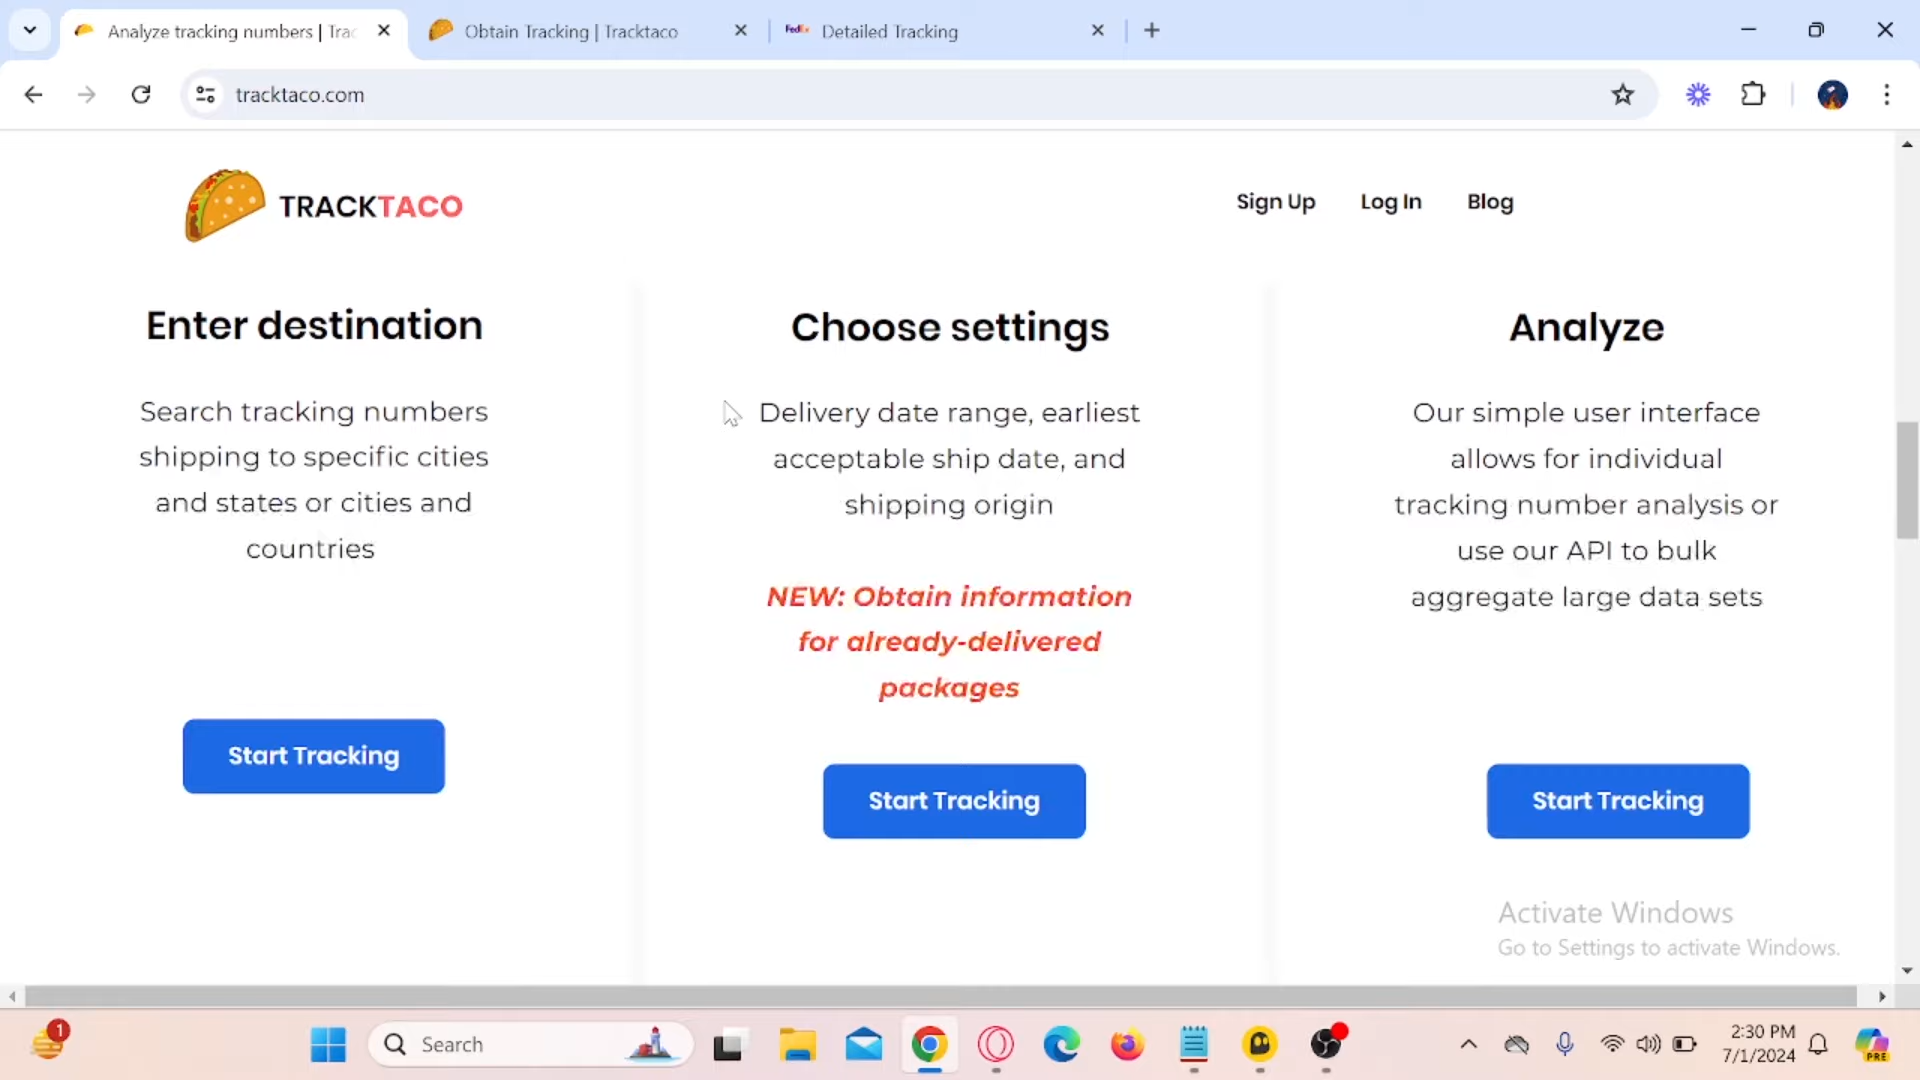 Analyze tracking numbers | Trac
Obtain Tracking | Tracktaco
FedEx
Detailed Tracking
tracktaco.com
TRACKTACO
Sign Up
Log In
Blog
Enter destination
Search tracking numbers
shipping to specific cities
and states or cities and
countries
Start Tracking
Choose settings
Delivery date range, earliest
acceptable ship date, and
shipping origin
NEW: Obtain information
for already-delivered
packages
Start Tracking
Analyze
Our simple user interface
allows for individual
tracking number analysis or
use our API to bulk
aggregate large data sets
Start Tracking
Activate Windows
Go to Settings to activate Windows.
1
Search
2:30 PM
7/1/2024
PRE